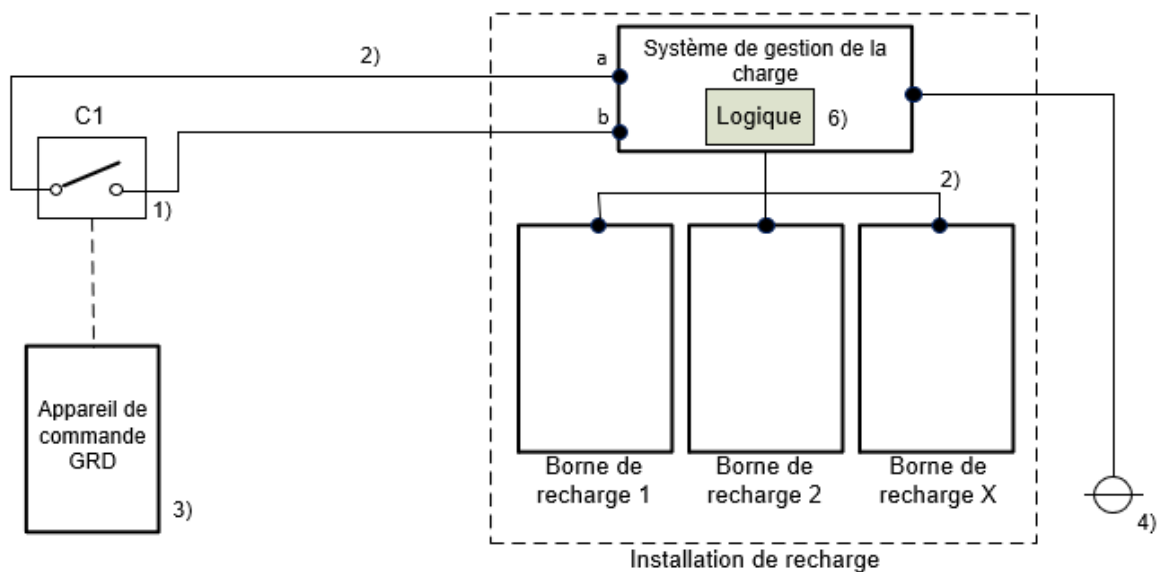 2)
a
Système de gestion de la
charge
C1
b
Logique
6)
1)
2)
Appareil de
commande
GRD
3)
Borne de
recharge 1
Borne de
recharge 2
Borne de
recharge X
4)
Installation de recharge